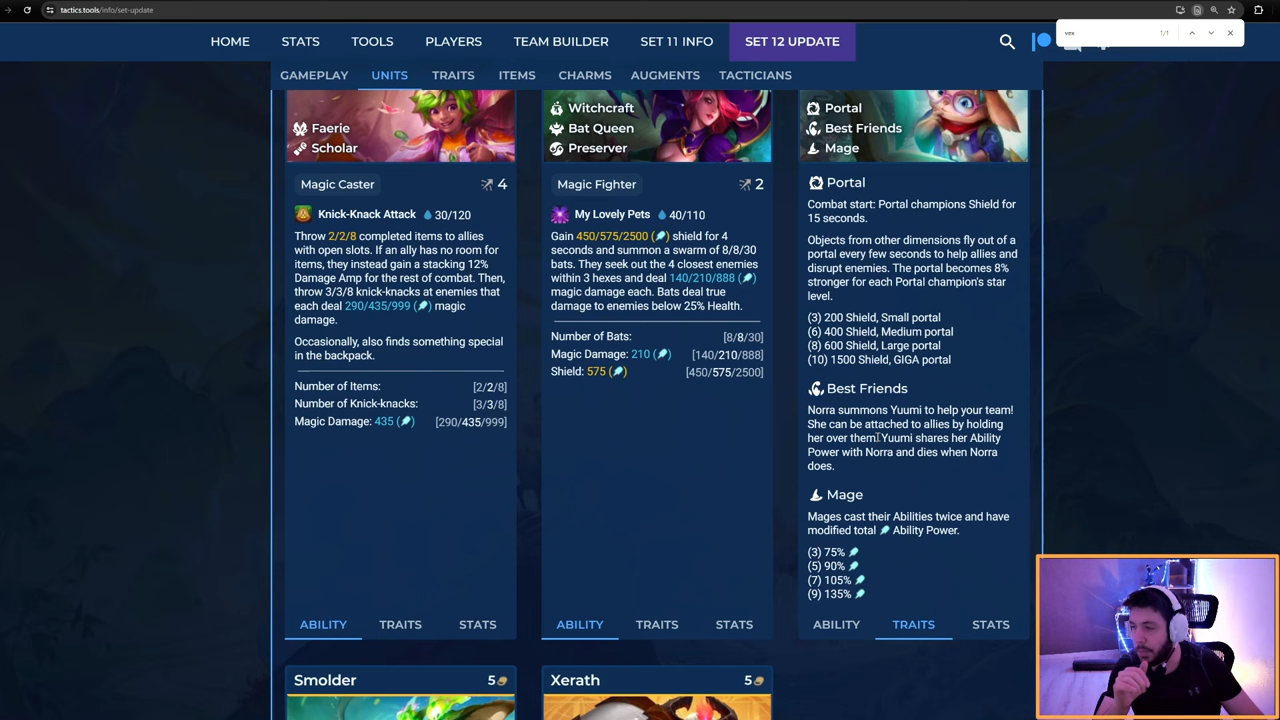 tactics.tools/info/set-update
vex
1/1
HOME
STATS
TOOLS
PLAYERS
TEAM BUILDER
SET 11 INFO
SET 12 UPDATE
GAMEPLAY
UNITS
TRAITS
ITEMS
CHARMS
AUGMENTS
TACTICIANS
Faerie
Scholar
Magic Caster
4
Knick-Knack Attack 30/120
Throw 2/2/8 completed items to allies
with open slots. If an ally has no room for
items, they instead gain a stacking 12%
Damage Amp for the rest of combat. Then,
throw 3/3/8 knick-knacks at enemies that
each deal 290/435/999 ( ) magic
damage.
Occasionally, also finds something special
in the backpack.
Number of Items: [2/2/8]
Number of Knick-knacks: [3/3/8]
Magic Damage: 435 ( ) [290/435/999]
ABILITY
TRAITS
STATS
Witchcraft
Bat Queen
Preserver
Magic Fighter
2
My Lovely Pets 40/110
Gain 450/575/2500 ( ) shield for 4
seconds and summon a swarm of 8/8/30
bats. They seek out the 4 closest enemies
within 3 hexes and deal 140/210/888 ( )
magic damage each. Bats deal true
damage to enemies below 25% Health.
Number of Bats: [8/8/30]
Magic Damage: 210 ( ) [140/210/888]
Shield: 575 ( ) [450/575/2500]
ABILITY
TRAITS
STATS
Portal
Best Friends
Mage
Portal
Combat start: Portal champions Shield for
15 seconds.
Objects from other dimensions fly out of a
portal every few seconds to help allies and
disrupt enemies. The portal becomes 8%
stronger for each Portal champion's star
level.
(3) 200 Shield, Small portal
(6) 400 Shield, Medium portal
(8) 600 Shield, Large portal
(10) 1500 Shield, GIGA portal
Best Friends
Norra summons Yuumi to help your team!
She can be attached to allies by holding
her over them. Yuumi shares her Ability
Power with Norra and dies when Norra
does.
Mage
Mages cast their Abilities twice and have
modified total Ability Power.
(3) 75%
(5) 90%
(7) 105%
(9) 135%
ABILITY
TRAITS
STATS
Smolder 5
Xerath 5